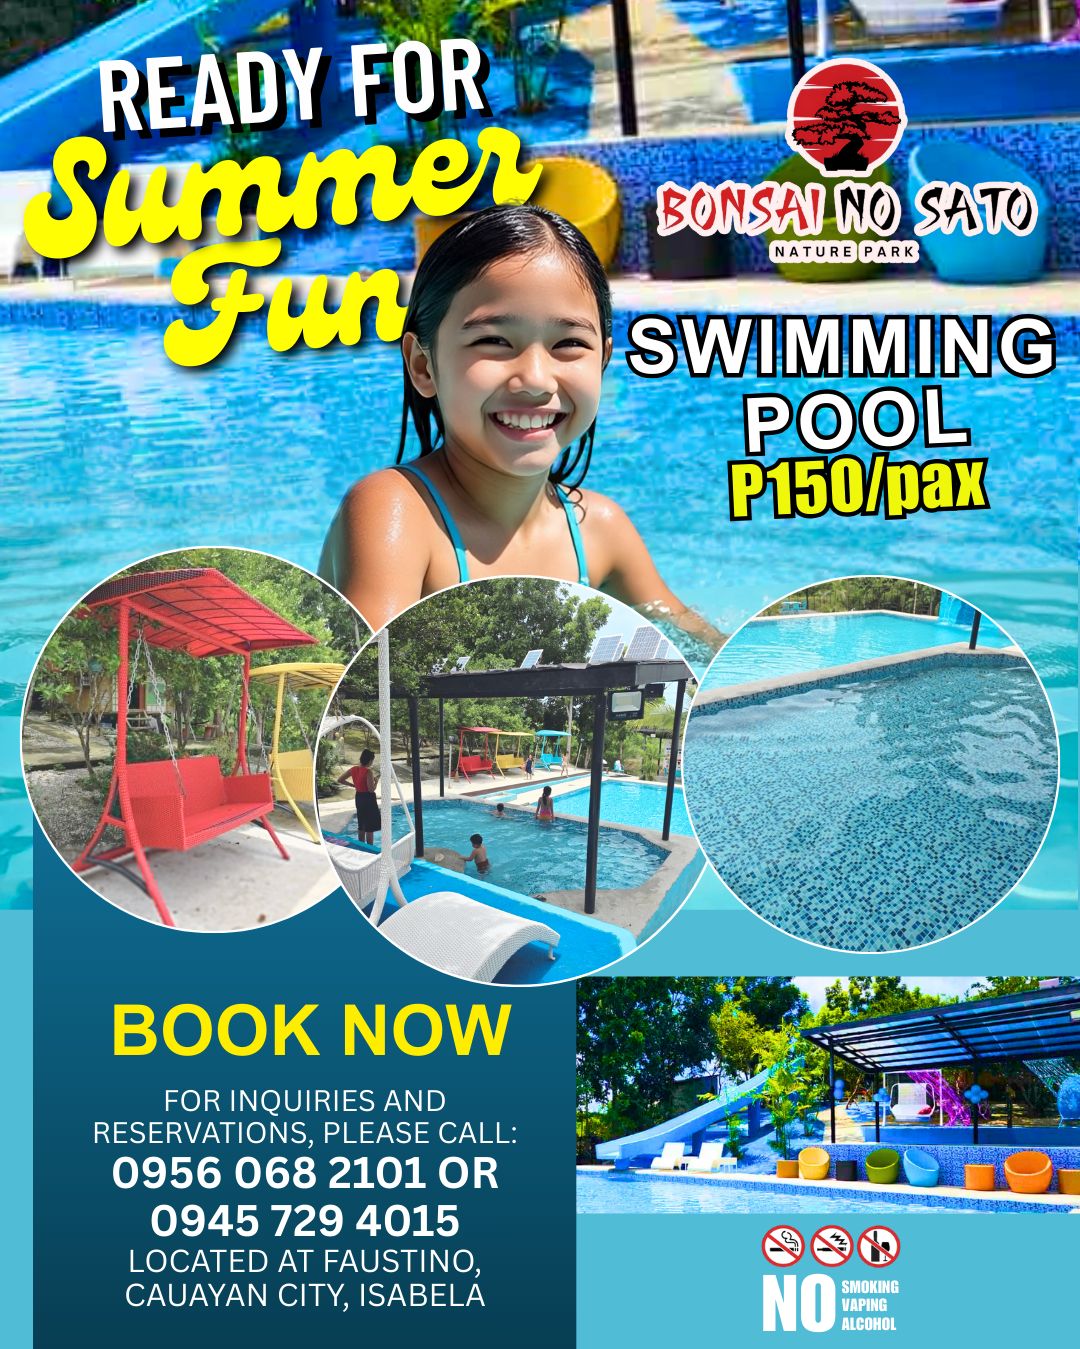 READY FOR
Summer
Fun
BONSAI NO SATO
NATURE PARK
SWIMMING
POOL
P150/pax
BOOK NOW
FOR INQUIRIES AND
RESERVATIONS, PLEASE CALL:
0956 068 2101 OR
0945 729 4015
LOCATED AT FAUSTINO,
CAUAYAN CITY, ISABELA
NO
SMOKING
VAPING
ALCOHOL